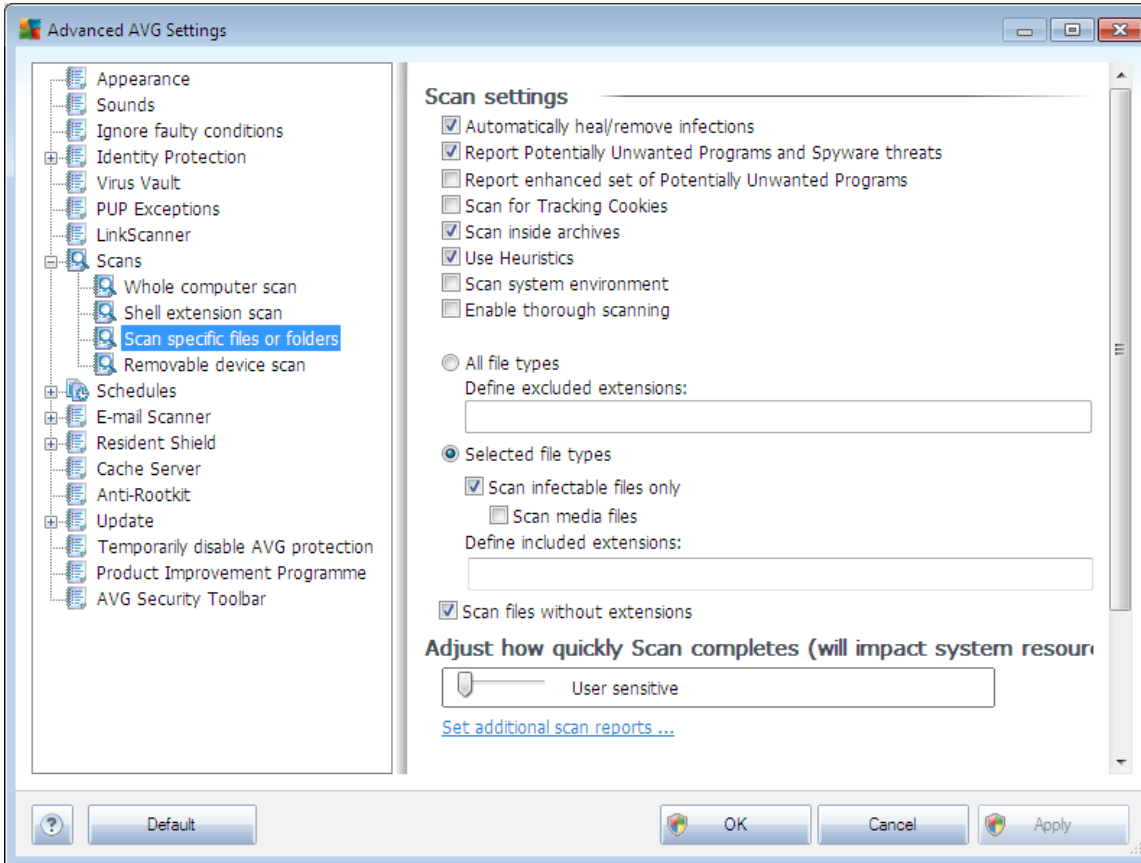 Advanced AVG Settings
Appearance
Sounds
Ignore faulty conditions
Identity Protection
Virus Vault
PUP Exceptions
LinkScanner
Scans
Whole computer scan
Shell extension scan
Scan specific files or folders
Removable device scan
Schedules
E-mail Scanner
Resident Shield
Cache Server
Anti-Rootkit
Update
Temporarily disable AVG protection
Product Improvement Programme
AVG Security Toolbar
Scan settings
Automatically heal/remove infections
Report Potentially Unwanted Programs and Spyware threats
Report enhanced set of Potentially Unwanted Programs
Scan for Tracking Cookies
Scan inside archives
Use Heuristics
Scan system environment
Enable thorough scanning
All file types
Define excluded extensions:
Selected file types
Scan infectable files only
Scan media files
Define included extensions:
Scan files without extensions
Adjust how quickly Scan completes (will impact system resour
User sensitive
Set additional scan reports ...
?
Default
OK
Cancel
Apply